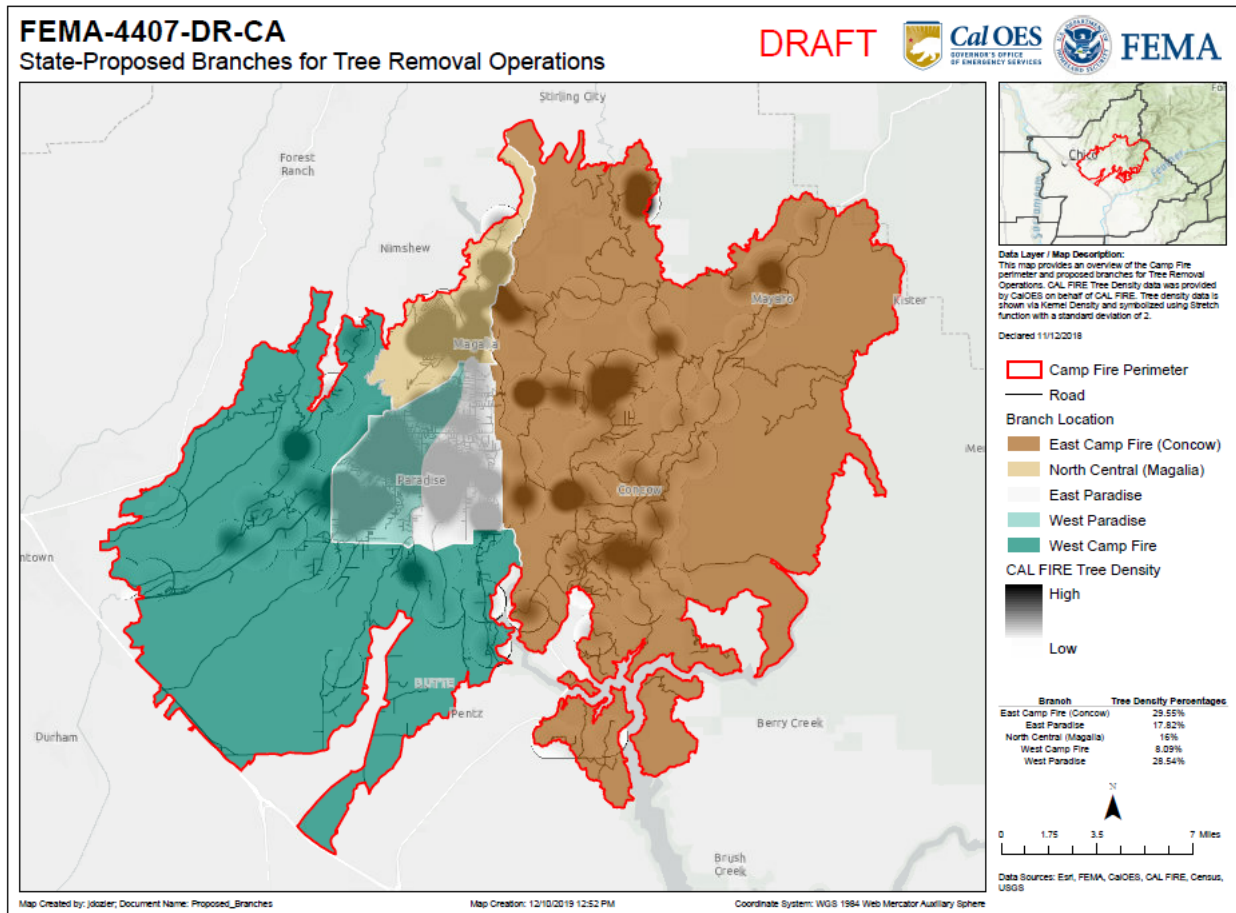 FEMA-4407-DR-CA
State-Proposed Branches for Tree Removal Operations
DRAFT
Cal OES
GOVERNOR'S OFFICE
OF EMERGENCY SERVICES
FEMA
Stirling City
Forest
Ranch
Nimshew
Magalia
Mayaro
Kister
Paradise
Concow
Pentz
Durham
Berry Creek
Brush
Creek
Chico
Sacramento
Feather
Data Layer / Map Description:
This map provides an overview of the Camp Fire
perimeter and proposed branches for Tree Removal
Operations. CAL FIRE Tree Density data was provided
by CalOES on behalf of CAL FIRE. Tree density data is
shown via Kernel Density and symbolized using Stretch
function with a standard deviation of 2.
Declared 11/12/2018
Camp Fire Perimeter
Road
Branch Location
East Camp Fire (Concow)
North Central (Magalia)
East Paradise
West Paradise
West Camp Fire
CAL FIRE Tree Density
High
Low
Branch Tree Density Percentages
East Camp Fire (Concow) 29.55%
East Paradise 17.82%
North Central (Magalia) 16%
West Camp Fire 8.09%
West Paradise 28.54%
N
0 1.75 3.5 7 Miles
Data Sources: Esri, FEMA, CalOES, CAL FIRE, Census,
USGS
Map Created by: jdozier; Document Name: Proposed_Branches
Map Creation: 12/10/2019 12:52 PM
Coordinate System: WGS 1984 Web Mercator Auxiliary Sphere